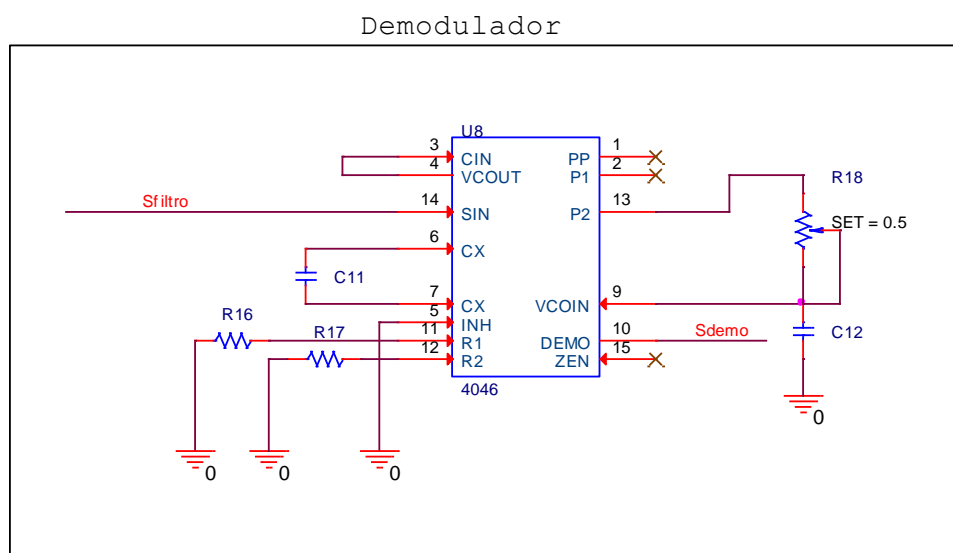 Demodulador
U8
3
CIN
4
VCOUT
Sfiltro
14
SIN
6
CX
C11
7
CX
5
INH
R16
11
R1
R17
12
R2
4046
1
PP
2
P1
13
P2
R18
SET = 0.5
9
VCOIN
10
DEMO
Sdemo
15
ZEN
C12
0
0
0
0